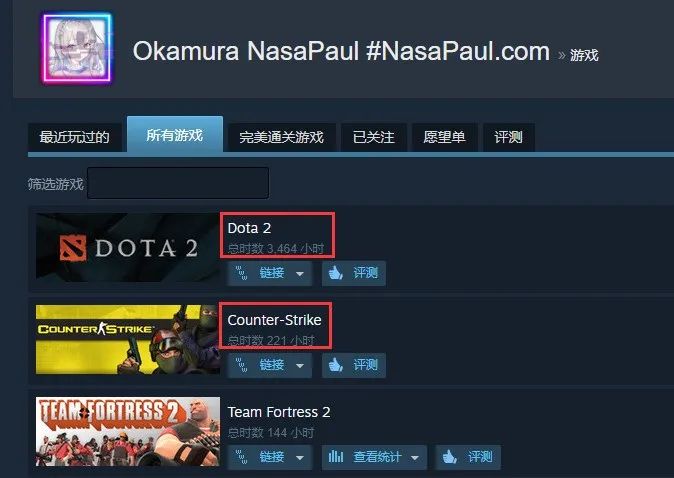 Okamura NasaPaul #NasaPaul.com » 游戏
最近玩过的 所有游戏 完美通关游戏 已关注 愿望单 评测
筛选游戏
DOTA 2
Dota 2
总时数 3,464 小时
链接 评测
COUNTER STRIKE
Counter-Strike
总时数 221 小时
链接 评测
TEAM FORTRESS 2
Team Fortress 2
总时数 144 小时
链接 查看统计 评测